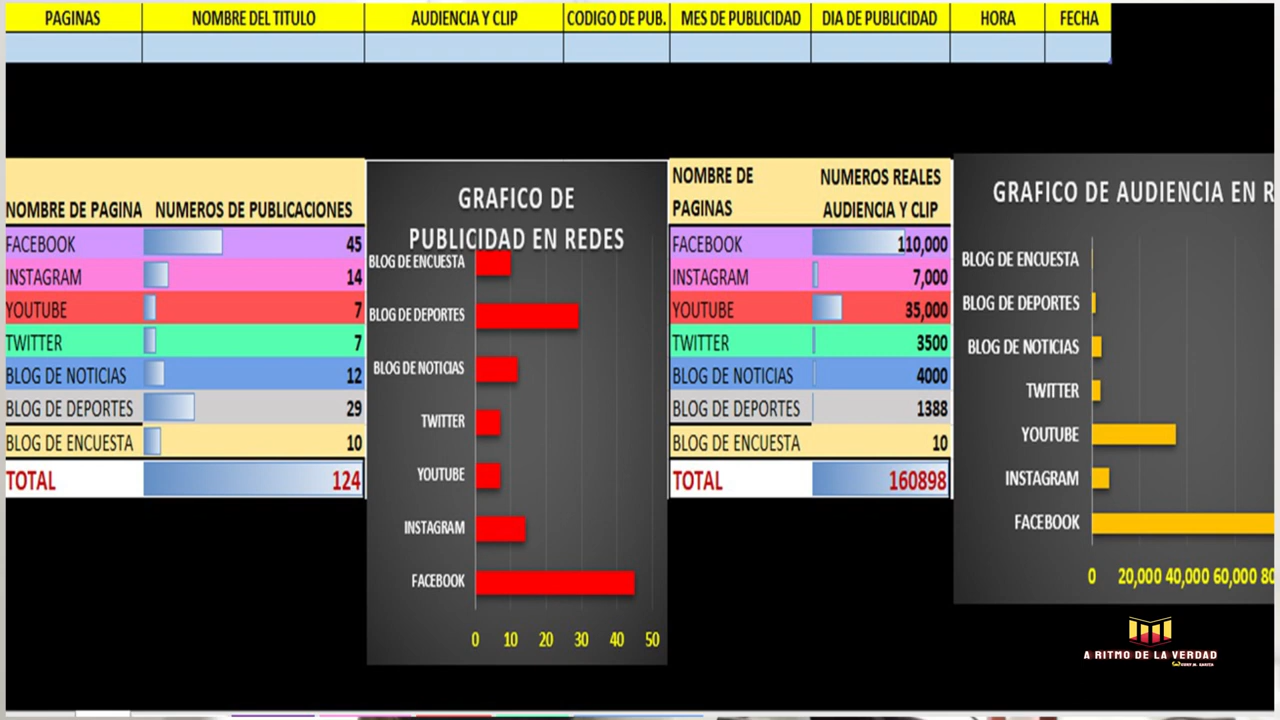 PAGINAS NOMBRE DEL TITULO AUDIENCIA Y CLIP CODIGO DE PUB. MES DE PUBLICIDAD DIA DE PUBLICIDAD HORA FECHA
NOMBRE DE PAGINA NUMEROS DE PUBLICACIONES
FACEBOOK 45
INSTAGRAM 14
YOUTUBE 7
TWITTER 7
BLOG DE NOTICIAS 12
BLOG DE DEPORTES 29
BLOG DE ENCUESTA 10
TOTAL 124
GRAFICO DE
PUBLICIDAD EN REDES
BLOG DE ENCUESTA
BLOG DE DEPORTES
BLOG DE NOTICIAS
TWITTER
YOUTUBE
INSTAGRAM
FACEBOOK
0 10 20 30 40 50
NOMBRE DE NUMEROS REALES
PAGINAS AUDIENCIA Y CLIP
FACEBOOK 110,000
INSTAGRAM 7,000
YOUTUBE 35,000
TWITTER 3500
BLOG DE NOTICIAS 4000
BLOG DE DEPORTES 1388
BLOG DE ENCUESTA 10
TOTAL 160898
GRAFICO DE AUDIENCIA EN R
BLOG DE ENCUESTA
BLOG DE DEPORTES
BLOG DE NOTICIAS
TWITTER
YOUTUBE
INSTAGRAM
FACEBOOK
0 20,000 40,000 60,000 80
A RITMO DE LA VERDAD